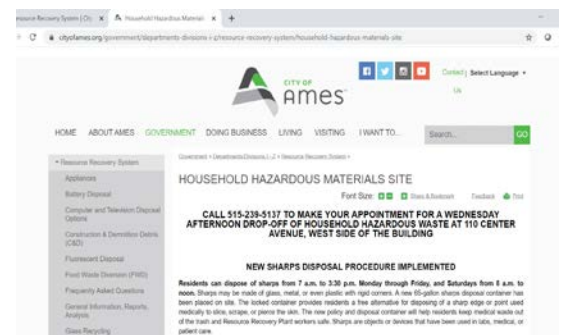 Resource Recovery System | City
Household Hazardous Materials
cityofames.org/government/departments-divisions-i-z/resource-recovery-system/household-hazardous-materials-site
CITY OF
Ames
Contact Us
Select Language
HOME ABOUT AMES GOVERNMENT DOING BUSINESS LIVING VISITING I WANT TO...
Search...
GO
Resource Recovery System
Appliances
Battery Disposal
Computer and Television Disposal
Options
Construction & Demolition Debris
(C&D)
Fluorescent Disposal
Food Waste Diversion (FWD)
Frequently Asked Questions
General Information, Reports,
Analysis
Glass Recycling
Government » Departments/Divisions I-Z » Resource Recovery System »
HOUSEHOLD HAZARDOUS MATERIALS SITE
Font Size: Share & Bookmark Feedback Print
CALL 515-239-5137 TO MAKE YOUR APPOINTMENT FOR A WEDNESDAY
AFTERNOON DROP-OFF OF HOUSEHOLD HAZARDOUS WASTE AT 110 CENTER
AVENUE, WEST SIDE OF THE BUILDING
NEW SHARPS DISPOSAL PROCEDURE IMPLEMENTED
Residents can dispose of sharps from 7 a.m. to 3:30 p.m. Monday through Friday, and Saturdays from 8 a.m. to
noon. Sharps may be made of glass, metal, or even plastic with rigid corners. A new 65-gallon sharps disposal container has
been placed on site. The locked container provides residents a free alternative for disposing of a sharp edge or point used
medically to slice, scrape, or pierce the skin. The new policy and disposal container will help residents keep medical waste out
of the trash and Resource Recovery Plant workers safe. Sharps are objects or devices that have been used in labs, medical, or
patient care.